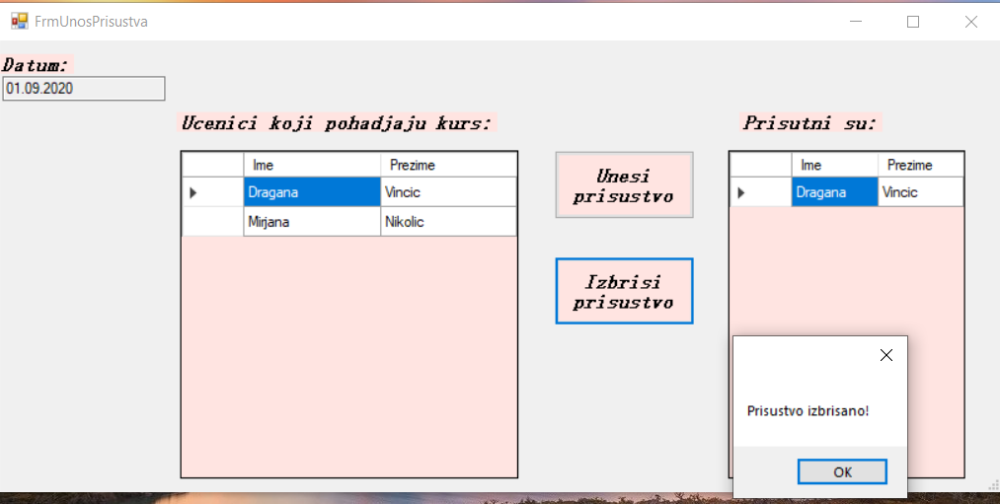 FrmUnosPrisustva
Datum:
01.09.2020
Ucenici koji pohadjaju kurs:
Ime Prezime
Dragana Vincic
Mirjana Nikolic
Unesi
prisustvo
Izbrisi
prisustvo
Prisutni su:
Ime Prezime
Dragana Vincic
Prisustvo izbrisano!
OK